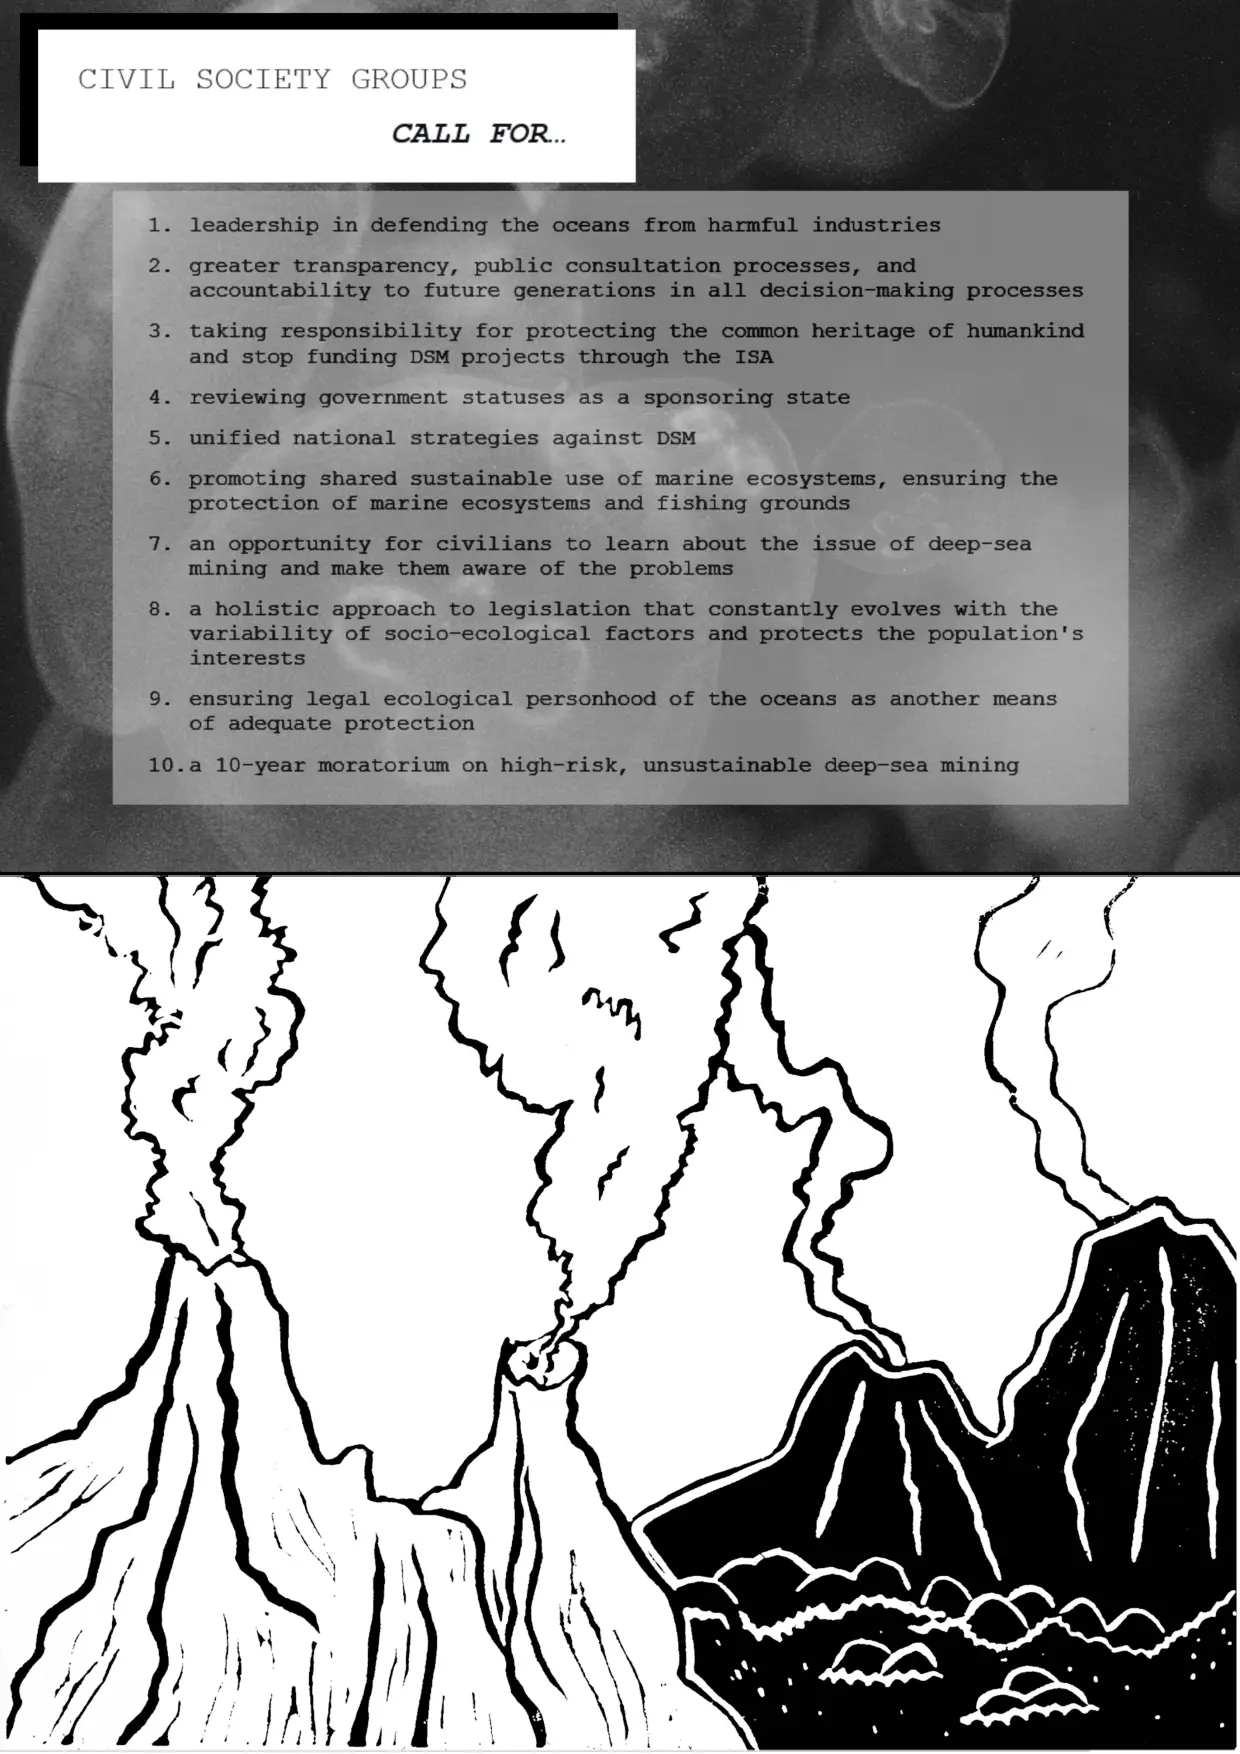 CIVIL SOCIETY GROUPS
CALL FOR…
1. leadership in defending the oceans from harmful industries
2. greater transparency, public consultation processes, and
accountability to future generations in all decision-making processes
3. taking responsibility for protecting the common heritage of humankind
and stop funding DSM projects through the ISA
4. reviewing government statuses as a sponsoring state
5. unified national strategies against DSM
6. promoting shared sustainable use of marine ecosystems, ensuring the
protection of marine ecosystems and fishing grounds
7. an opportunity for civilians to learn about the issue of deep-sea
mining and make them aware of the problems
8. a holistic approach to legislation that constantly evolves with the
variability of socio-ecological factors and protects the population's
interests
9. ensuring legal ecological personhood of the oceans as another means
of adequate protection
10.a 10-year moratorium on high-risk, unsustainable deep-sea mining